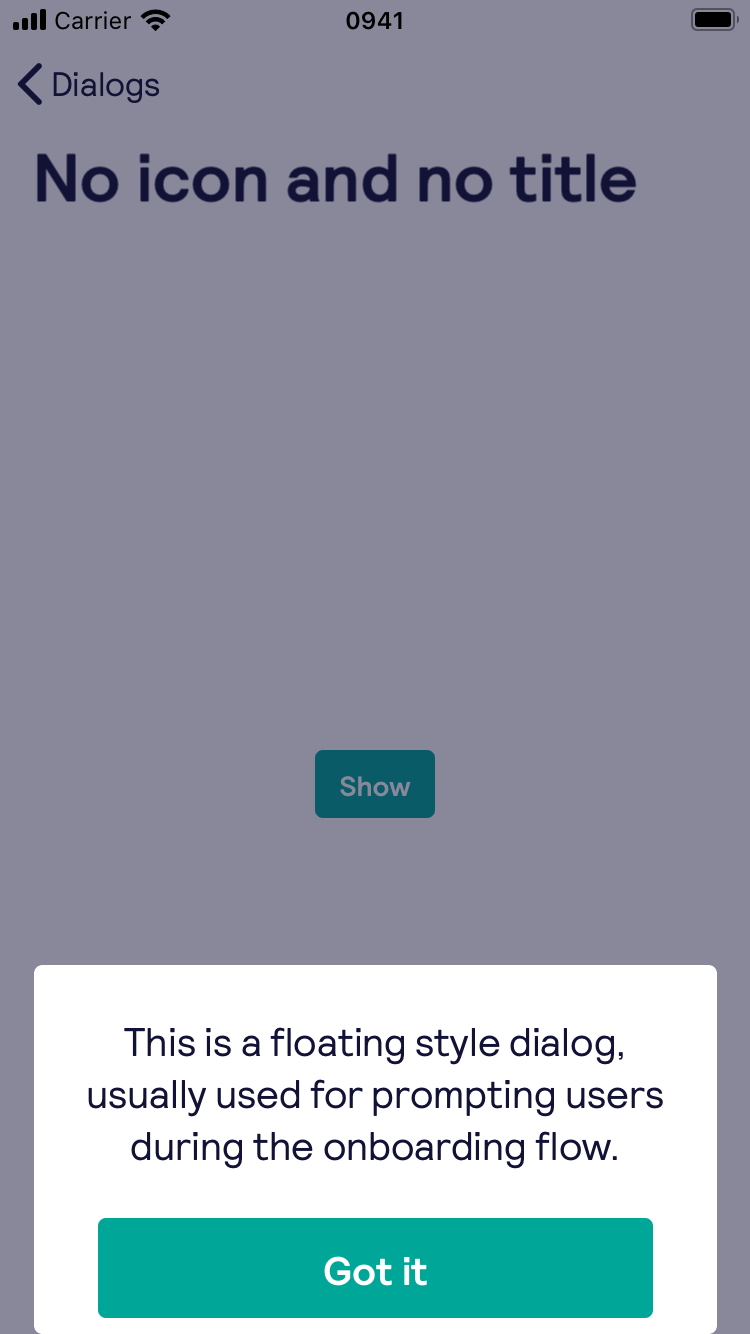 Carrier
0941
Dialogs
No icon and no title
Show
This is a floating style dialog,
usually used for prompting users
during the onboarding flow.
Got it